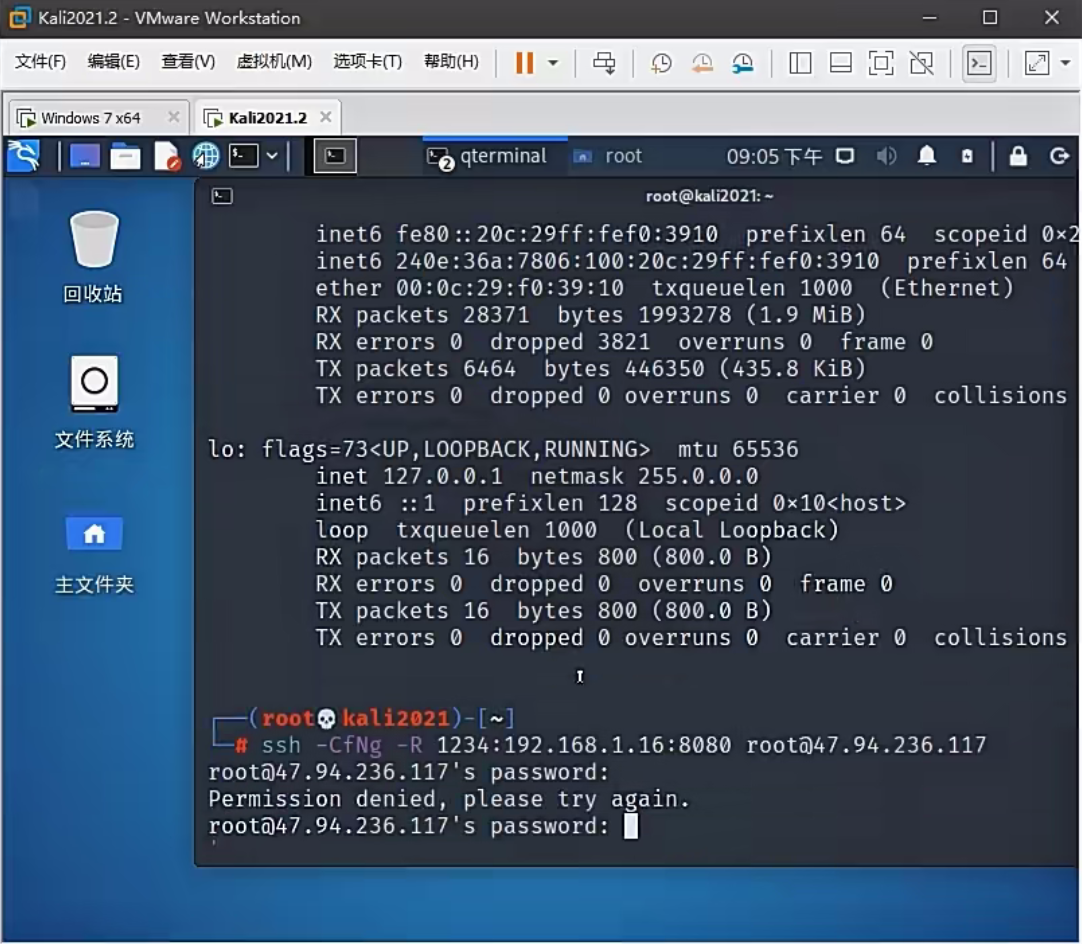 Kali2021.2 - VMware Workstation
文件(F) 编辑(E) 查看(V) 虚拟机(M) 选项卡(T) 帮助(H)
Windows 7 x64 Kali2021.2
2 qterminal root 09:05 下午
root@kali2021: ~
回收站
文件系统
主文件夹
inet6 fe80::20c:29ff:fef0:3910 prefixlen 64 scopeid 0×2
inet6 240e:36a:7806:100:20c:29ff:fef0:3910 prefixlen 64
ether 00:0c:29:f0:39:10 txqueuelen 1000 (Ethernet)
RX packets 28371 bytes 1993278 (1.9 MiB)
RX errors 0 dropped 3821 overruns 0 frame 0
TX packets 6464 bytes 446350 (435.8 KiB)
TX errors 0 dropped 0 overruns 0 carrier 0 collisions
lo: flags=73<UP,LOOPBACK,RUNNING> mtu 65536
inet 127.0.0.1 netmask 255.0.0.0
inet6 ::1 prefixlen 128 scopeid 0×10<host>
loop txqueuelen 1000 (Local Loopback)
RX packets 16 bytes 800 (800.0 B)
RX errors 0 dropped 0 overruns 0 frame 0
TX packets 16 bytes 800 (800.0 B)
TX errors 0 dropped 0 overruns 0 carrier 0 collisions
┌──(root💀kali2021)-[~]
└─# ssh -CfNg -R 1234:192.168.1.16:8080 root@47.94.236.117
root@47.94.236.117's password:
Permission denied, please try again.
root@47.94.236.117's password: